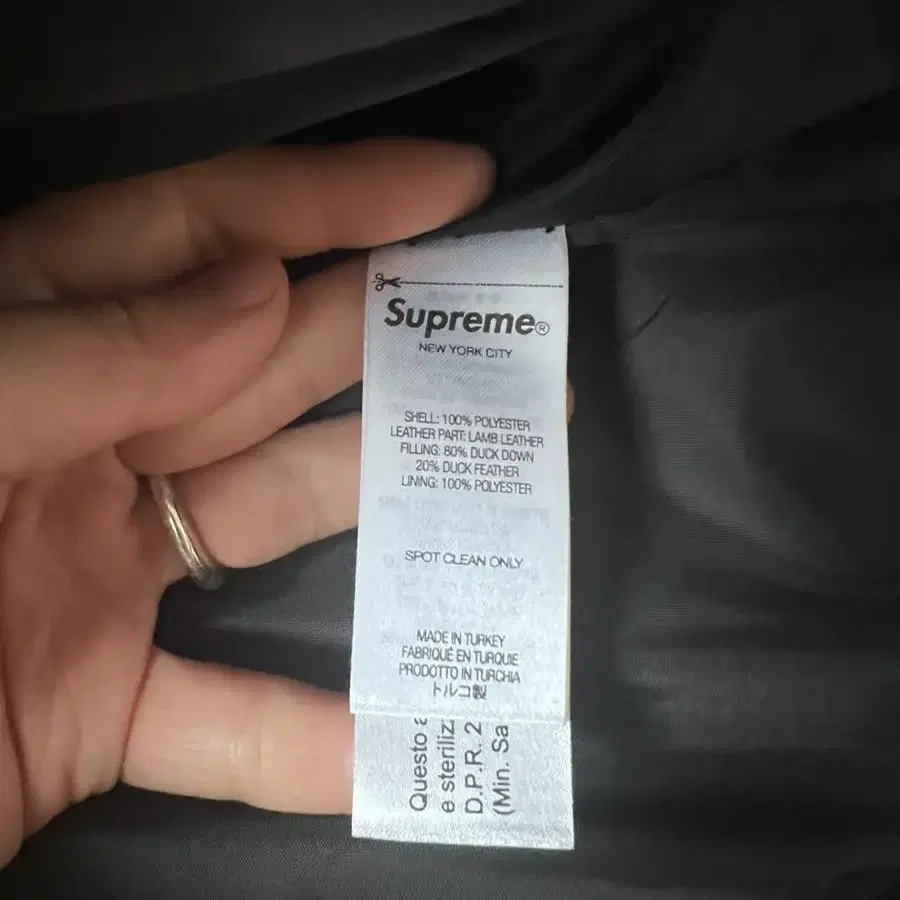 Supreme®
NEW YORK CITY
SHELL: 100% POLYESTER
LEATHER PART: LAMB LEATHER
FILLING: 80% DUCK DOWN
20% DUCK FEATHER
LINING: 100% POLYESTER
SPOT CLEAN ONLY
MADE IN TURKEY
FABRIQUÉ EN TURQUIE
PRODOTTO IN TURCHIA
トルコ製
Questo
e steriliz
D.P.R. 2
(Min. Sa